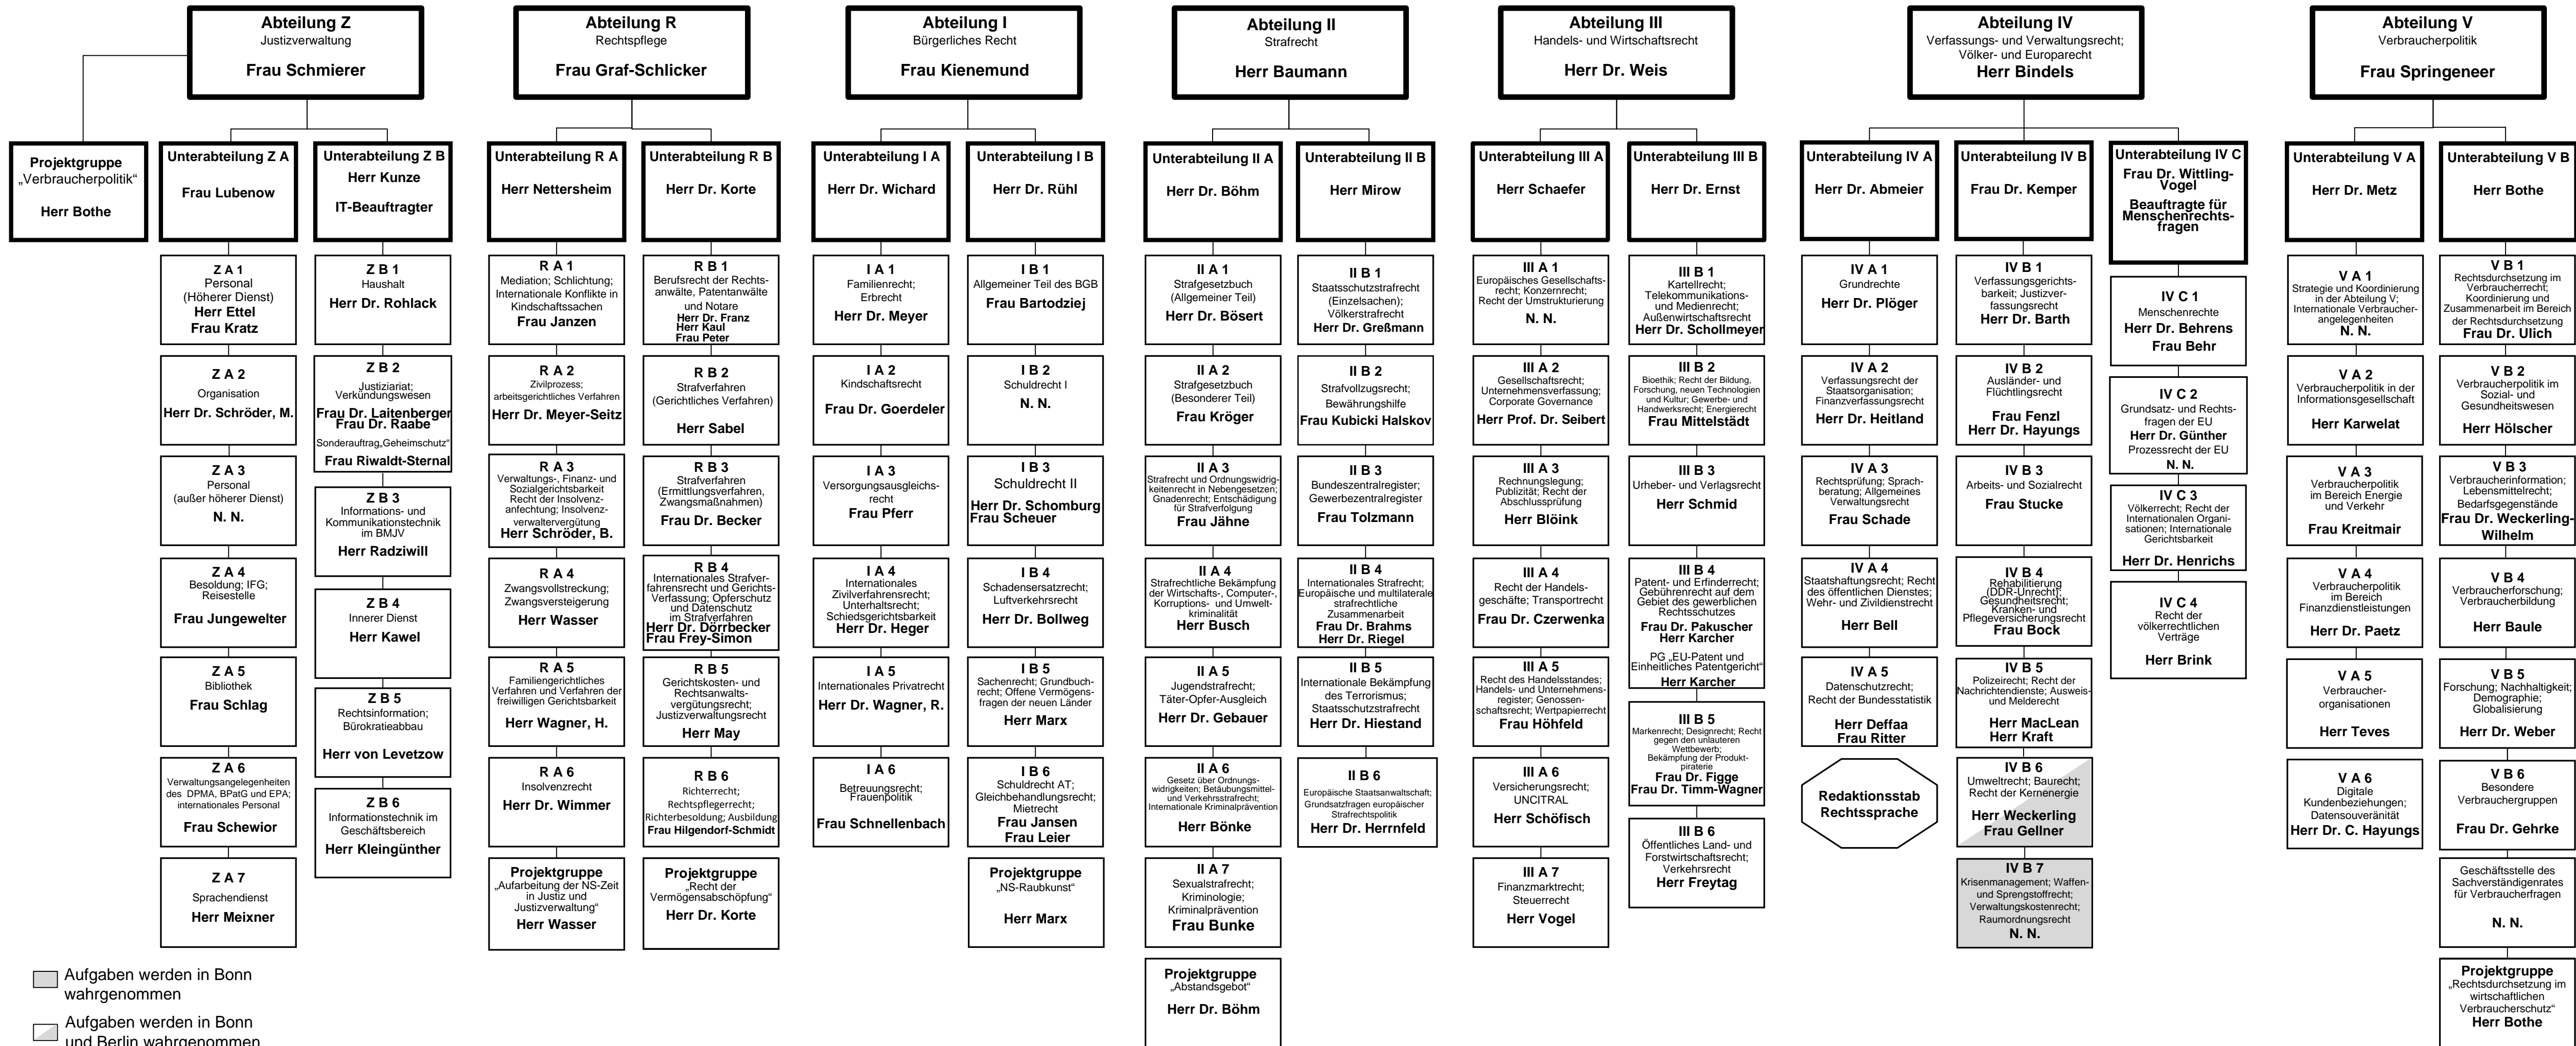 Abteilung Z
Justizverwaltung
Frau Schmierer
Projektgruppe
„Verbraucherpolitik“
Herr Bothe
Unterabteilung Z A
Frau Lubenow
Z A 1
Personal
(Höherer Dienst)
Herr Ettel
Frau Kratz
Z A 2
Organisation
Herr Dr. Schröder, M.
Z A 3
Personal
(außer höherer Dienst)
N. N.
Z A 4
Besoldung; IFG;
Reisestelle
Frau Jungewelter
Z A 5
Bibliothek
Frau Schlag
Z A 6
Verwaltungsangelegenheiten
des DPMA, BPatG und EPA;
internationales Personal
Frau Schewior
Z A 7
Sprachendienst
Herr Meixner
Unterabteilung Z B
Herr Kunze
IT-Beauftragter
Z B 1
Haushalt
Herr Dr. Rohlack
Z B 2
Justiziariat;
Verkündungswesen
Frau Dr. Laitenberger
Frau Dr. Raabe
Sonderauftrag„Geheimschutz“
Frau Riwaldt-Sternal
Z B 3
Informations- und
Kommunikationstechnik
im BMJV
Herr Radziwill
Z B 4
Innerer Dienst
Herr Kawel
Z B 5
Rechtsinformation;
Bürokratieabbau
Herr von Levetzow
Z B 6
Informationstechnik im
Geschäftsbereich
Herr Kleingünther
Abteilung R
Rechtspflege
Frau Graf-Schlicker
Unterabteilung R A
Herr Nettersheim
R A 1
Mediation; Schlichtung;
Internationale Konflikte in
Kindschaftssachen
Frau Janzen
R A 2
Zivilprozess;
arbeitsgerichtliches Verfahren
Herr Dr. Meyer-Seitz
R A 3
Verwaltungs-, Finanz- und
Sozialgerichtsbarkeit
Recht der Insolvenz-
anfechtung; Insolvenz-
verwaltervergütung
Herr Schröder, B.
R A 4
Zwangsvollstreckung;
Zwangsversteigerung
Herr Wasser
R A 5
Familiengerichtliches
Verfahren und Verfahren der
freiwilligen Gerichtsbarkeit
Herr Wagner, H.
R A 6
Insolvenzrecht
Herr Dr. Wimmer
Projektgruppe
„Aufarbeitung der NS-Zeit
in Justiz und
Justizverwaltung“
Herr Wasser
Unterabteilung R B
Herr Dr. Korte
R B 1
Berufsrecht der Rechts-
anwälte, Patentanwälte
und Notare
Herr Dr. Franz
Herr Kaul
Frau Peter
R B 2
Strafverfahren
(Gerichtliches Verfahren)
Herr Sabel
R B 3
Strafverfahren
(Ermittlungsverfahren,
Zwangsmaßnahmen)
Frau Dr. Becker
R B 4
Internationales Strafver-
fahrensrecht und Gerichts-
Verfassung; Opferschutz
und Datenschutz
im Strafverfahren
Herr Dr. Dörrbecker
Frau Frey-Simon
R B 5
Gerichtskosten- und
Rechtsanwalts-
vergütungsrecht;
Justizverwaltungsrecht
Herr May
R B 6
Richterrecht;
Rechtspflegerrecht;
Richterbesoldung; Ausbildung
Frau Hilgendorf-Schmidt
Projektgruppe
„Recht der
Vermögensabschöpfung“
Herr Dr. Korte
Abteilung I
Bürgerliches Recht
Frau Kienemund
Unterabteilung I A
Herr Dr. Wichard
I A 1
Familienrecht;
Erbrecht
Herr Dr. Meyer
I A 2
Kindschaftsrecht
Frau Dr. Goerdeler
I A 3
Versorgungsausgleichs-
recht
Frau Pferr
I A 4
Internationales
Zivilverfahrensrecht;
Unterhaltsrecht;
Schiedsgerichtsbarkeit
Herr Dr. Heger
I A 5
Internationales Privatrecht
Herr Dr. Wagner, R.
I A 6
Betreuungsrecht;
Frauenpolitik
Frau Schnellenbach
Unterabteilung I B
Herr Dr. Rühl
I B 1
Allgemeiner Teil des BGB
Frau Bartodziej
I B 2
Schuldrecht I
N. N.
I B 3
Schuldrecht II
Herr Dr. Schomburg
Frau Scheuer
I B 4
Schadensersatzrecht;
Luftverkehrsrecht
Herr Dr. Bollweg
I B 5
Sachenrecht; Grundbuch-
recht; Offene Vermögens-
fragen der neuen Länder
Herr Marx
I B 6
Schuldrecht AT;
Gleichbehandlungsrecht;
Mietrecht
Frau Jansen
Frau Leier
Projektgruppe
„NS-Raubkunst“
Herr Marx
Abteilung II
Strafrecht
Herr Baumann
Unterabteilung II A
Herr Dr. Böhm
II A 1
Strafgesetzbuch
(Allgemeiner Teil)
Herr Dr. Bösert
II A 2
Strafgesetzbuch
(Besonderer Teil)
Frau Kröger
II A 3
Strafrecht und Ordnungswidrig-
keitenrecht in Nebengesetzen;
Gnadenrecht; Entschädigung
für Strafverfolgung
Frau Jähne
II A 4
Strafrechtliche Bekämpfung
der Wirtschafts-, Computer-,
Korruptions- und Umwelt-
kriminalität
Herr Busch
II A 5
Jugendstrafrecht;
Täter-Opfer-Ausgleich
Herr Dr. Gebauer
II A 6
Gesetz über Ordnungs-
widrigkeiten; Betäubungsmittel-
und Verkehrsstrafrecht;
Internationale Kriminalprävention
Herr Bönke
II A 7
Sexualstrafrecht;
Kriminologie;
Kriminalprävention
Frau Bunke
Projektgruppe
„Abstandsgebot“
Herr Dr. Böhm
Unterabteilung II B
Herr Mirow
II B 1
Staatsschutzstrafrecht
(Einzelsachen);
Völkerstrafrecht
Herr Dr. Greßmann
II B 2
Strafvollzugsrecht;
Bewährungshilfe
Frau Kubicki Halskov
II B 3
Bundeszentralregister;
Gewerbezentralregister
Frau Tolzmann
II B 4
Internationales Strafrecht;
Europäische und multilaterale
strafrechtliche
Zusammenarbeit
Frau Dr. Brahms
Herr Dr. Riegel
II B 5
Internationale Bekämpfung
des Terrorismus;
Staatsschutzstrafrecht
Herr Dr. Hiestand
II B 6
Europäische Staatsanwaltschaft;
Grundsatzfragen europäischer
Strafrechtspolitik
Herr Dr. Herrnfeld
Abteilung III
Handels- und Wirtschaftsrecht
Herr Dr. Weis
Unterabteilung III A
Herr Schaefer
III A 1
Europäisches Gesellschafts-
recht; Konzernrecht;
Recht der Umstrukturierung
N. N.
III A 2
Gesellschaftsrecht;
Unternehmensverfassung;
Corporate Governance
Herr Prof. Dr. Seibert
III A 3
Rechnungslegung;
Publizität; Recht der
Abschlussprüfung
Herr Blöink
III A 4
Recht der Handels-
geschäfte; Transportrecht
Frau Dr. Czerwenka
III A 5
Recht des Handelsstandes;
Handels- und Unternehmens-
register; Genossen-
schaftsrecht; Wertpapierrecht
Frau Höhfeld
III A 6
Versicherungsrecht;
UNCITRAL
Herr Schöfisch
III A 7
Finanzmarktrecht;
Steuerrecht
Herr Vogel
Unterabteilung III B
Herr Dr. Ernst
III B 1
Kartellrecht;
Telekommunikations-
und Medienrecht;
Außenwirtschaftsrecht
Herr Dr. Schollmeyer
III B 2
Bioethik; Recht der Bildung,
Forschung, neuen Technologien
und Kultur; Gewerbe- und
Handwerksrecht; Energierecht
Frau Mittelstädt
III B 3
Urheber- und Verlagsrecht
Herr Schmid
III B 4
Patent- und Erfinderrecht;
Gebührenrecht auf dem
Gebiet des gewerblichen
Rechtsschutzes
Frau Dr. Pakuscher
Herr Karcher
PG „EU-Patent und
Einheitliches Patentgericht“
Herr Karcher
III B 5
Markenrecht; Designrecht; Recht
gegen den unlauteren
Wettbewerb;
Bekämpfung der Produkt-
piraterie
Frau Dr. Figge
Frau Dr. Timm-Wagner
III B 6
Öffentliches Land- und
Forstwirtschaftsrecht;
Verkehrsrecht
Herr Freytag
Abteilung IV
Verfassungs- und Verwaltungsrecht;
Völker- und Europarecht
Herr Bindels
Unterabteilung IV A
Herr Dr. Abmeier
IV A 1
Grundrechte
Herr Dr. Plöger
IV A 2
Verfassungsrecht der
Staatsorganisation;
Finanzverfassungsrecht
Herr Dr. Heitland
IV A 3
Rechtsprüfung; Sprach-
beratung; Allgemeines
Verwaltungsrecht
Frau Schade
IV A 4
Staatshaftungsrecht; Recht
des öffentlichen Dienstes;
Wehr- und Zivildienstrecht
Herr Bell
IV A 5
Datenschutzrecht;
Recht der Bundesstatistik
Herr Deffaa
Frau Ritter
Redaktionsstab
Rechtssprache
Unterabteilung IV B
Frau Dr. Kemper
IV B 1
Verfassungsgerichts-
barkeit; Justizver-
fassungsrecht
Herr Dr. Barth
IV B 2
Ausländer- und
Flüchtlingsrecht
Frau Fenzl
Herr Dr. Hayungs
IV B 3
Arbeits- und Sozialrecht
Frau Stucke
IV B 4
Rehabilitierung
(DDR-Unrecht);
Gesundheitsrecht;
Kranken- und
Pflegeversicherungsrecht
Frau Bock
IV B 5
Polizeirecht; Recht der
Nachrichtendienste; Ausweis-
und Melderecht
Herr MacLean
Herr Kraft
IV B 6
Umweltrecht; Baurecht;
Recht der Kernenergie
Herr Weckerling
Frau Gellner
IV B 7
Krisenmanagement; Waffen-
und Sprengstoffrecht;
Verwaltungskostenrecht;
Raumordnungsrecht
N. N.
Unterabteilung IV C
Frau Dr. Wittling-
Vogel
Beauftragte für
Menschenrechts-
fragen
IV C 1
Menschenrechte
Herr Dr. Behrens
Frau Behr
IV C 2
Grundsatz- und Rechts-
fragen der EU
Herr Dr. Günther
Prozessrecht der EU
N. N.
IV C 3
Völkerrecht; Recht der
Internationalen Organi-
sationen; Internationale
Gerichtsbarkeit
Herr Dr. Henrichs
IV C 4
Recht der
völkerrechtlichen
Verträge
Herr Brink
Abteilung V
Verbraucherpolitik
Frau Springeneer
Unterabteilung V A
Herr Dr. Metz
V A 1
Strategie und Koordinierung
in der Abteilung V;
Internationale Verbraucher-
angelegenheiten
N. N.
V A 2
Verbraucherpolitik in der
Informationsgesellschaft
Herr Karwelat
V A 3
Verbraucherpolitik
im Bereich Energie
und Verkehr
Frau Kreitmair
V A 4
Verbraucherpolitik
im Bereich
Finanzdienstleistungen
Herr Dr. Paetz
V A 5
Verbraucher-
organisationen
Herr Teves
V A 6
Digitale
Kundenbeziehungen;
Datensouveränität
Herr Dr. C. Hayungs
Unterabteilung V B
Herr Bothe
V B 1
Rechtsdurchsetzung im
Verbraucherrecht;
Koordinierung und
Zusammenarbeit im Bereich
der Rechtsdurchsetzung
Frau Dr. Ulich
V B 2
Verbraucherpolitik im
Sozial- und
Gesundheitswesen
Herr Hölscher
V B 3
Verbraucherinformation;
Lebensmittelrecht;
Bedarfsgegenstände
Frau Dr. Weckerling-
Wilhelm
V B 4
Verbraucherforschung;
Verbraucherbildung
Herr Baule
V B 5
Forschung; Nachhaltigkeit;
Demographie;
Globalisierung
Herr Dr. Weber
V B 6
Besondere
Verbrauchergruppen
Frau Dr. Gehrke
Geschäftsstelle des
Sachverständigenrates
für Verbraucherfragen
N. N.
Projektgruppe
„Rechtsdurchsetzung im
wirtschaftlichen
Verbraucherschutz“
Herr Bothe
Aufgaben werden in Bonn
wahrgenommen
Aufgaben werden in Bonn
und Berlin wahrgenommen